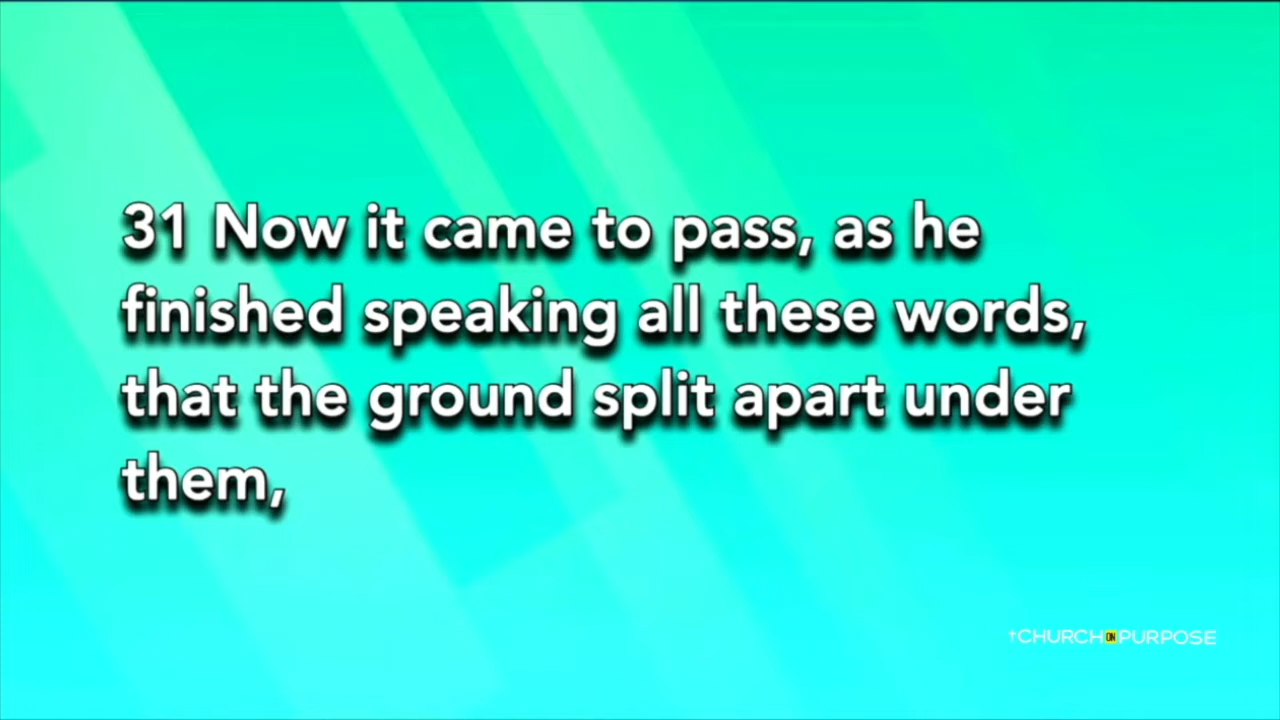 31 Now it came to pass, as he
finished speaking all these words,
that the ground split apart under
them,
†CHURCH ON PURPOSE